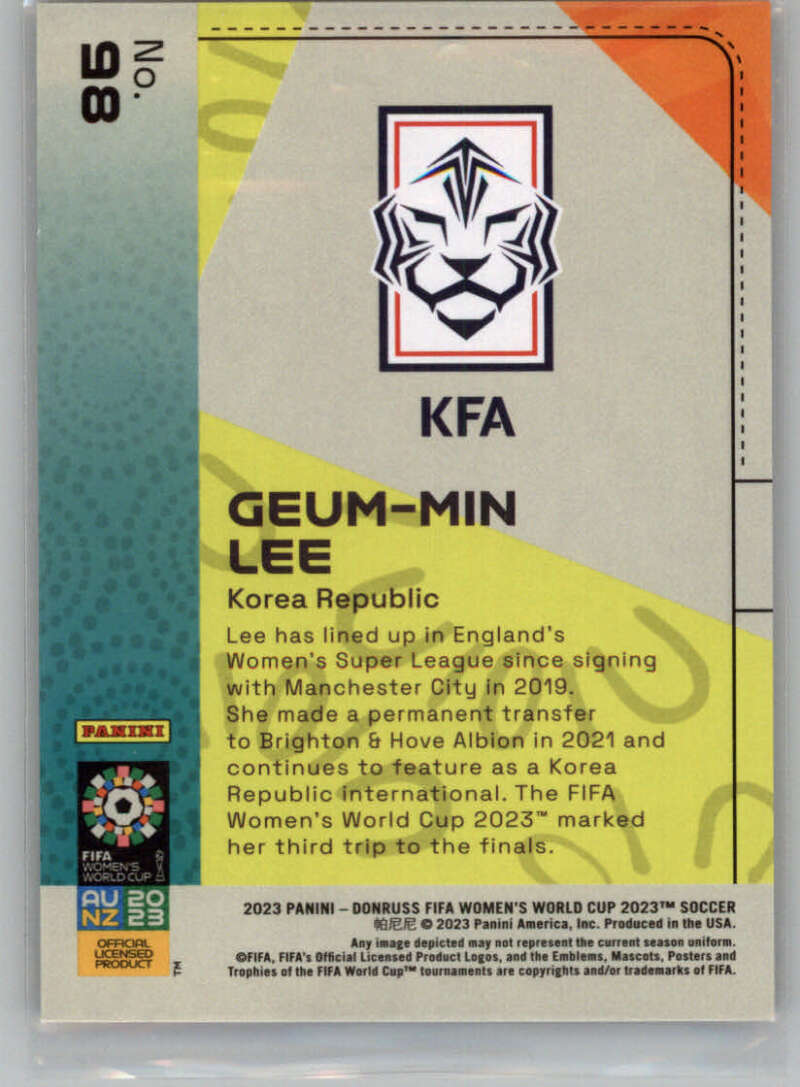 No.
98
KFA
GEUM-MIN
LEE
Korea Republic
Lee has lined up in England's
Women's Super League since signing
with Manchester City in 2019.
She made a permanent transfer
to Brighton & Hove Albion in 2021 and
continues to feature as a Korea
Republic international. The FIFA
Women's World Cup 2023™ marked
her third trip to the finals.
PANINI
FIFA
WOMEN'S
WORLD CUP
AU 20
NZ 23
OFFICIAL
LICENSED
PRODUCT
TM
2023 PANINI – DONRUSS FIFA WOMEN'S WORLD CUP 2023™ SOCCER
帕尼尼 © 2023 Panini America, Inc. Produced in the USA.
Any image depicted may not represent the current season uniform.
©FIFA, FIFA's Official Licensed Product Logos, and the Emblems, Mascots, Posters and
Trophies of the FIFA World Cup™ tournaments are copyrights and/or trademarks of FIFA.